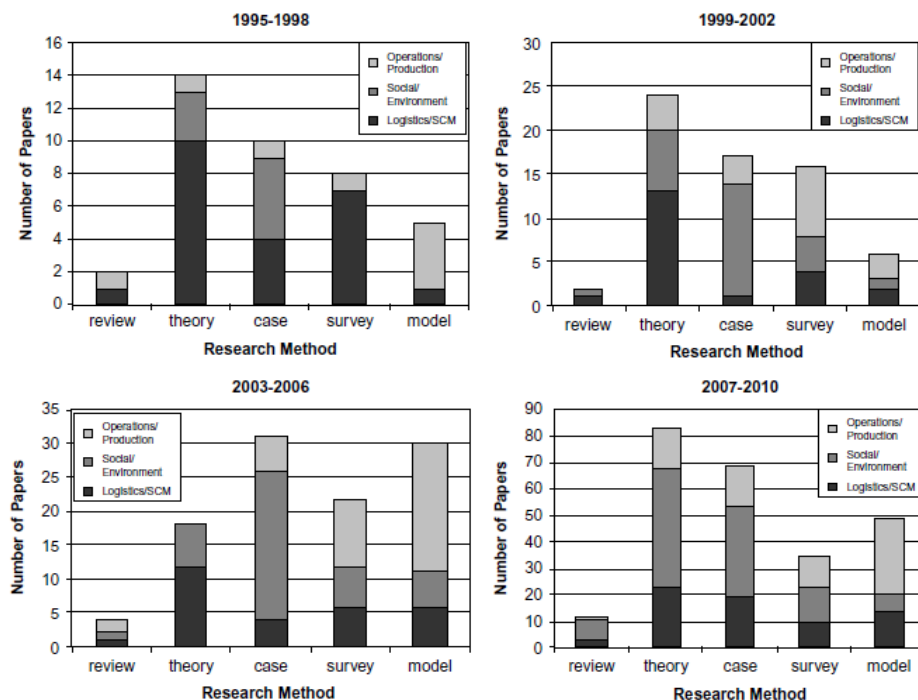 1995-1998
Number of Papers
16
14
12
10
8
6
4
2
0
Operations/
Production
Social/
Environment
Logistics/SCM
review theory case survey model
Research Method
1999-2002
Number of Papers
30
25
20
15
10
5
0
Operations/
Production
Social/
Environment
Logistics/SCM
review theory case survey model
Research Method
2003-2006
Number of Papers
35
30
25
20
15
10
5
0
Operations/
Production
Social/
Environment
Logistics/SCM
review theory case survey model
Research Method
2007-2010
Number of Papers
90
80
70
60
50
40
30
20
10
0
Operations/
Production
Social/
Environment
Logistics/SCM
review theory case survey model
Research Method